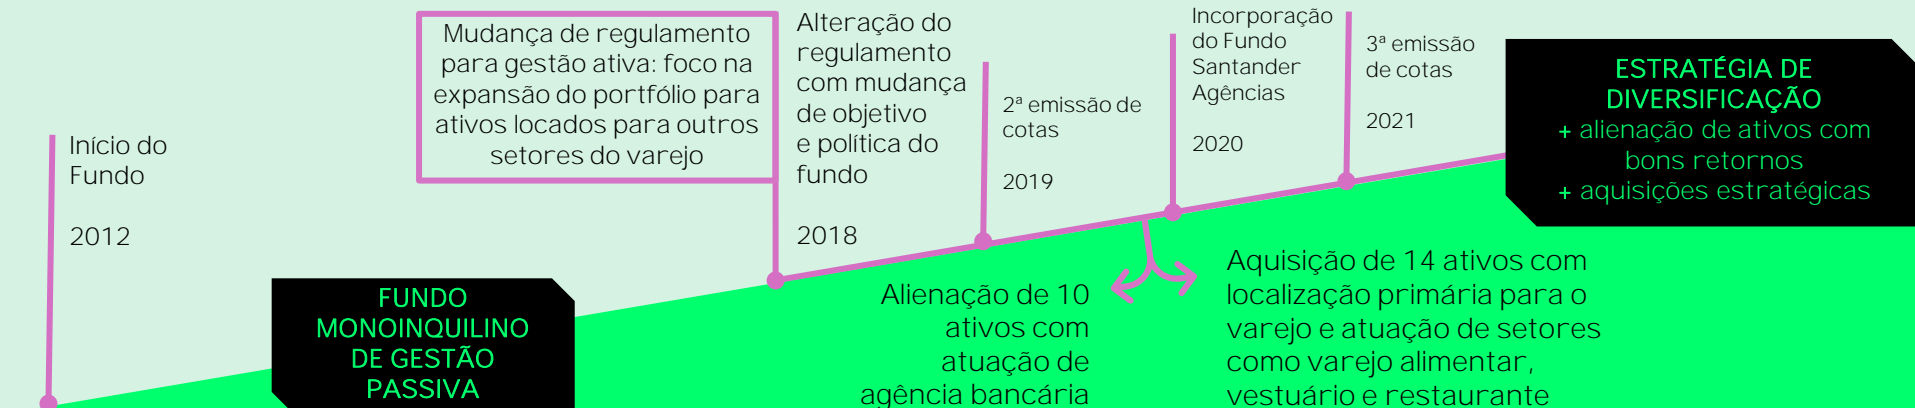 Início do
Fundo
2012
FUNDO
MONOINQUILINO
DE GESTÃO
PASSIVA
Mudança de regulamento
para gestão ativa: foco na
expansão do portfólio para
ativos locados para outros
setores do varejo
Alteração do
regulamento
com mudança
de objetivo
e política do
fundo
2018
2ª emissão de
cotas
2019
Alienação de 10
ativos com
atuação de
agência bancária
Incorporação
do Fundo
Santander
Agências
2020
Aquisição de 14 ativos com
localização primária para o
varejo e atuação de setores
como varejo alimentar,
vestuário e restaurante
3ª emissão
de cotas
2021
ESTRATÉGIA DE
DIVERSIFICAÇÃO
+ alienação de ativos com
bons retornos
+ aquisições estratégicas